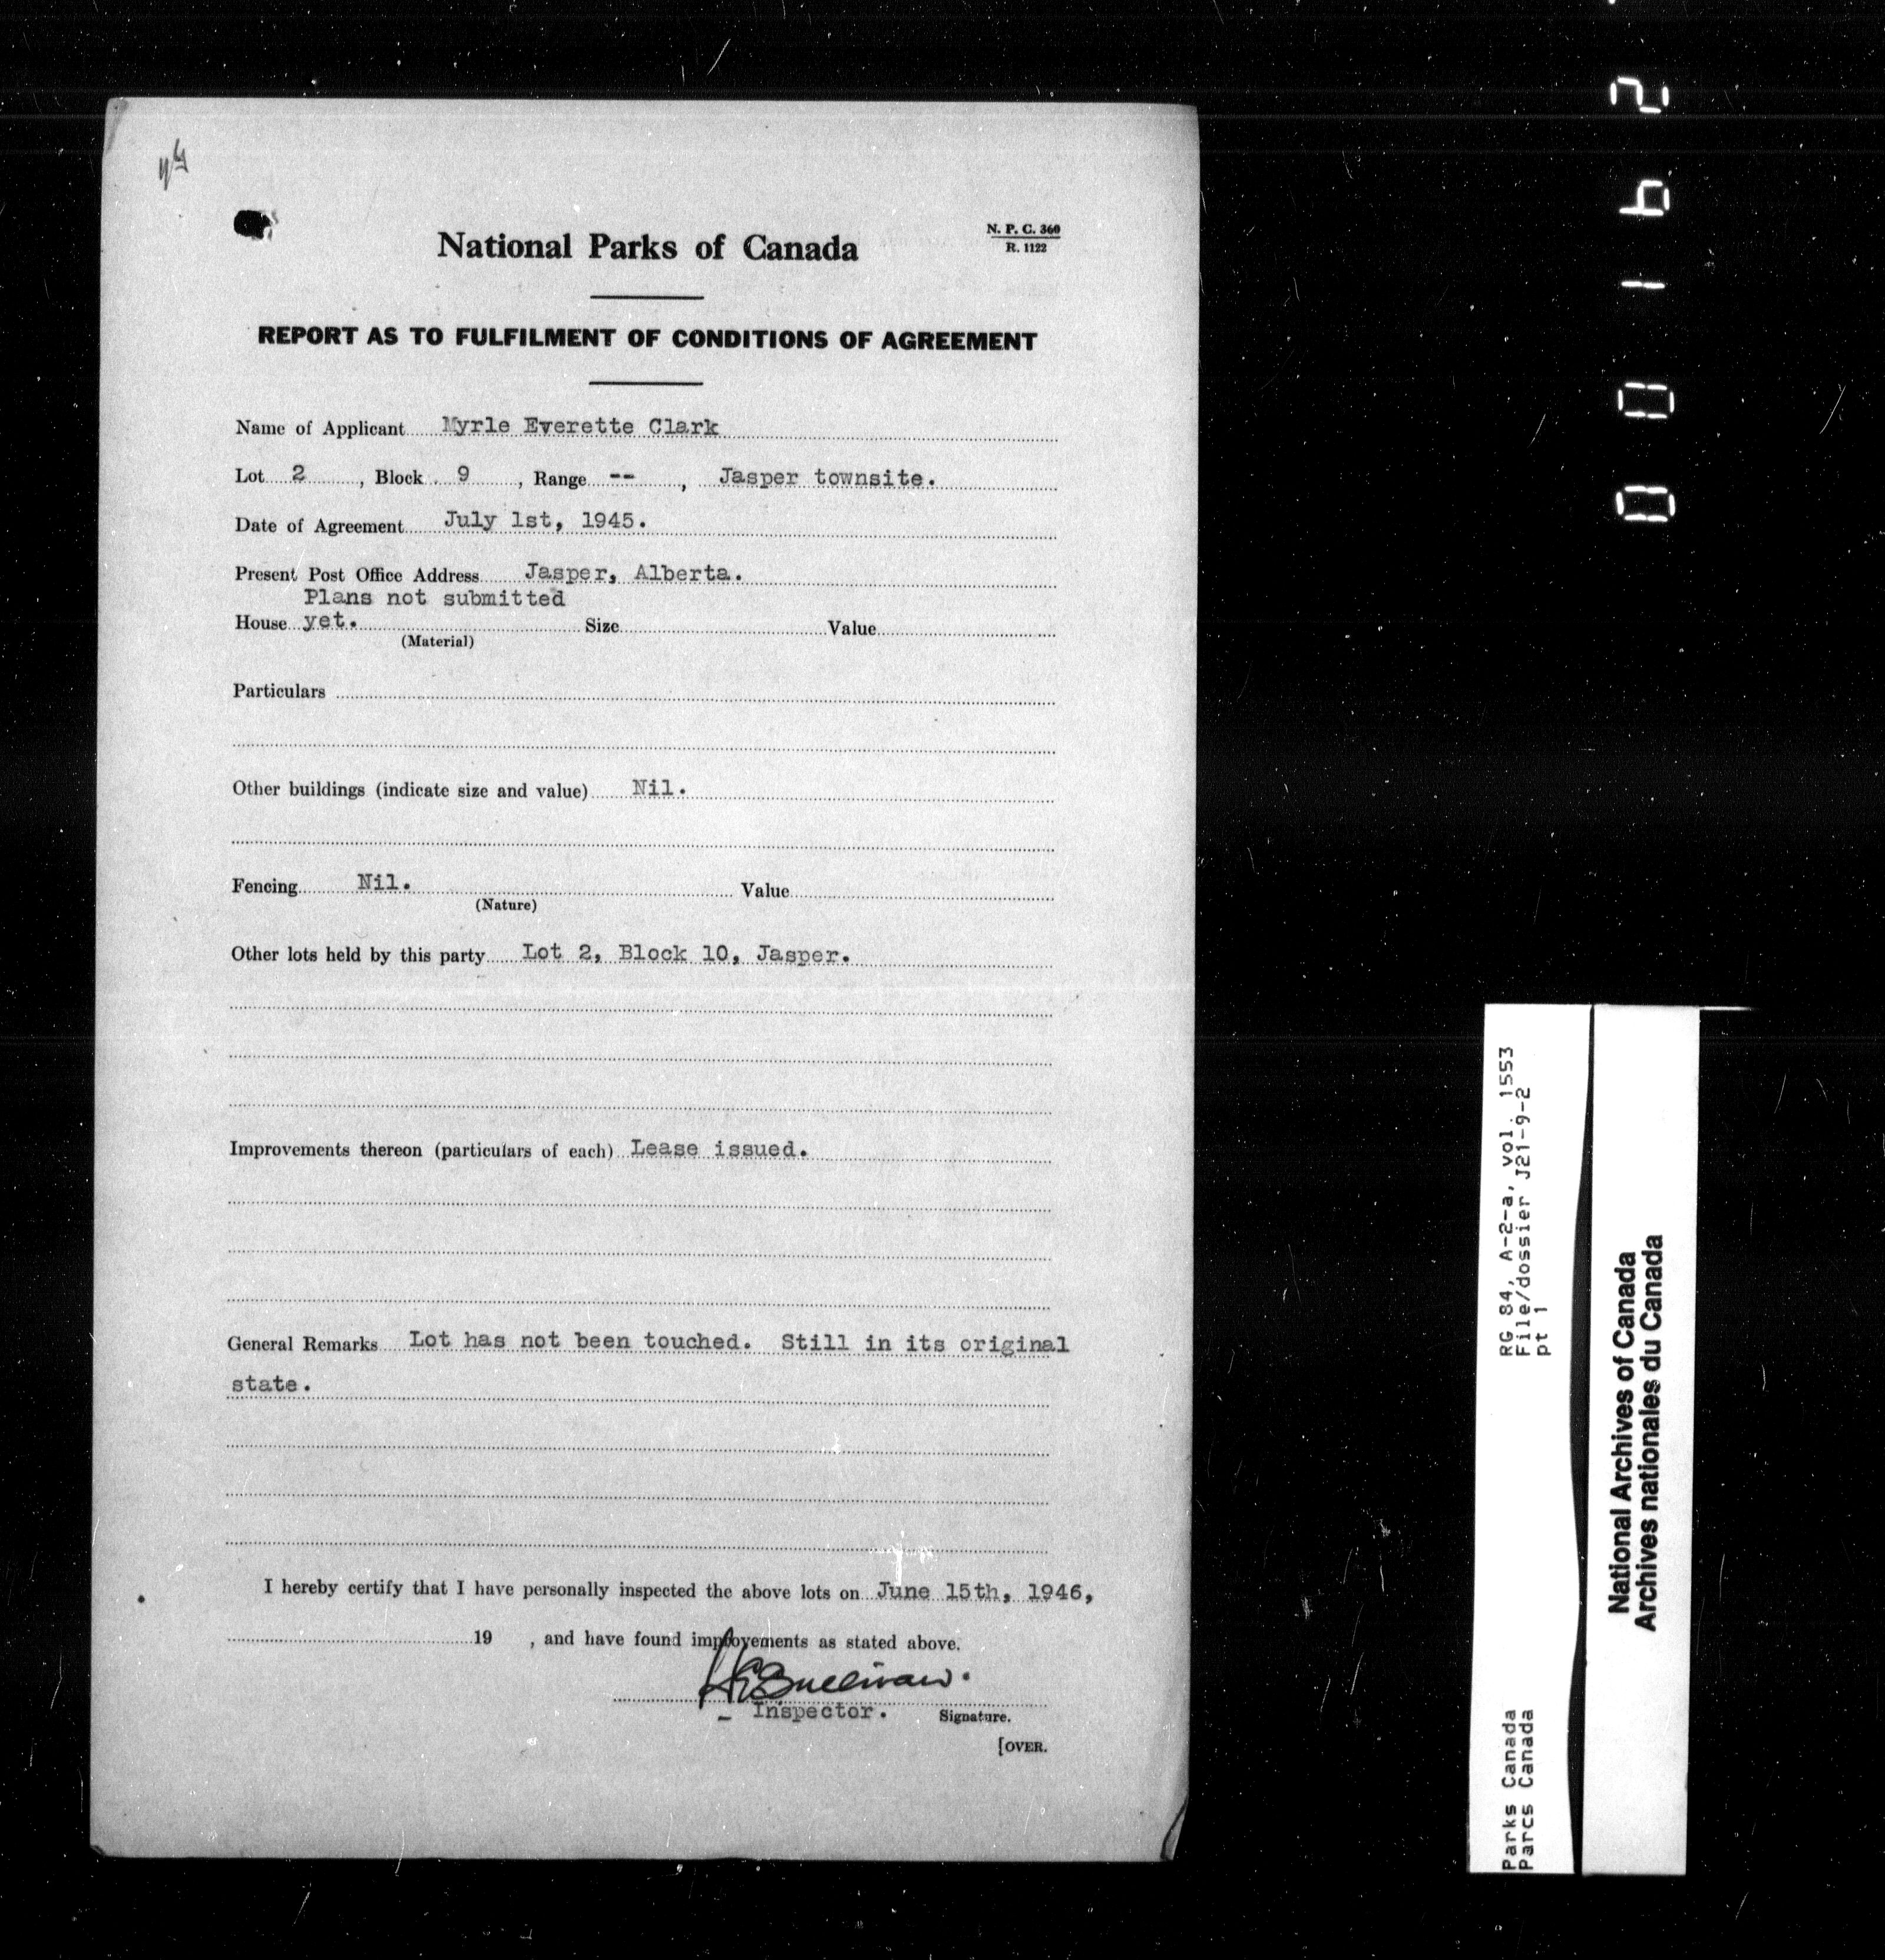 National Parks of Canada
N. P. C. 360
R. 1122
REPORT AS TO FULFILMENT OF CONDITIONS OF AGREEMENT
Name of Applicant Myrle Everette Clark
Lot 2, Block 9, Range --, Jasper townsite.
Date of Agreement July 1st, 1945.
Present Post Office Address Jasper, Alberta.
Plans not submitted
House yet. Size Value
(Material)
Particulars
Other buildings (indicate size and value) Nil.
Fencing Nil. Value
(Nature)
Other lots held by this party Lot 2, Block 10, Jasper.
Improvements thereon (particulars of each) Lease issued.
General Remarks Lot has not been touched. Still in its original
state.
I hereby certify that I have personally inspected the above lots on June 15th, 1946,
19 , and have found improvements as stated above.
HESullivan.
- Inspector. Signature.
[OVER.
00162
RG 84, A-2-a, vol. 1553
File/dossier J21-9-2
pt 1
Parks Canada
Parcs Canada
National Archives of Canada
Archives nationales du Canada